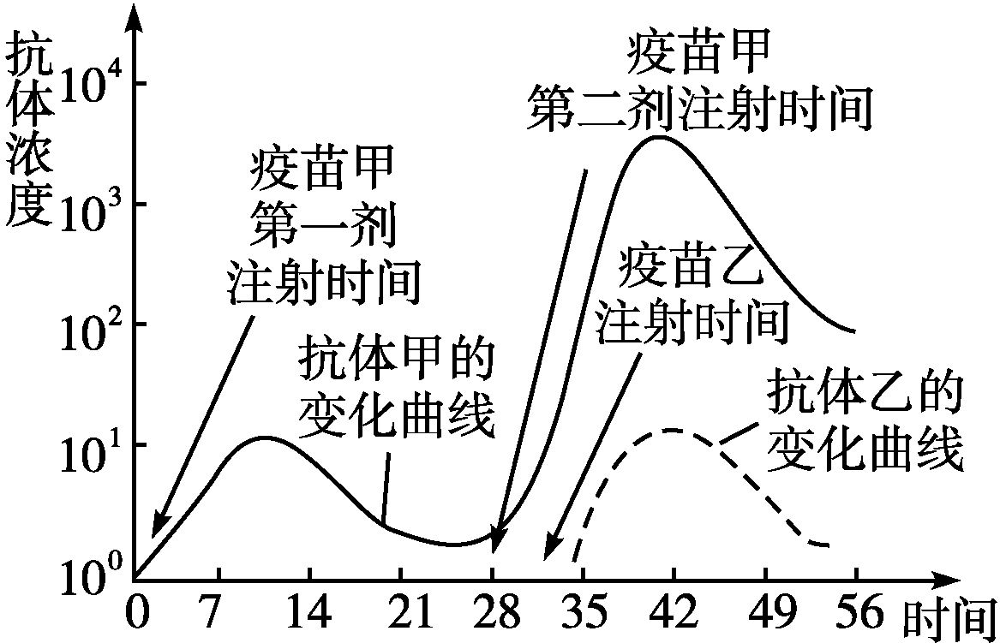 抗体浓度
10⁴
10³
10²
10¹
10⁰
疫苗甲
第一剂
注射时间
抗体甲的
变化曲线
疫苗甲
第二剂注射时间
疫苗乙
注射时间
抗体乙的
变化曲线
0 7 14 21 28 35 42 49 56 时间